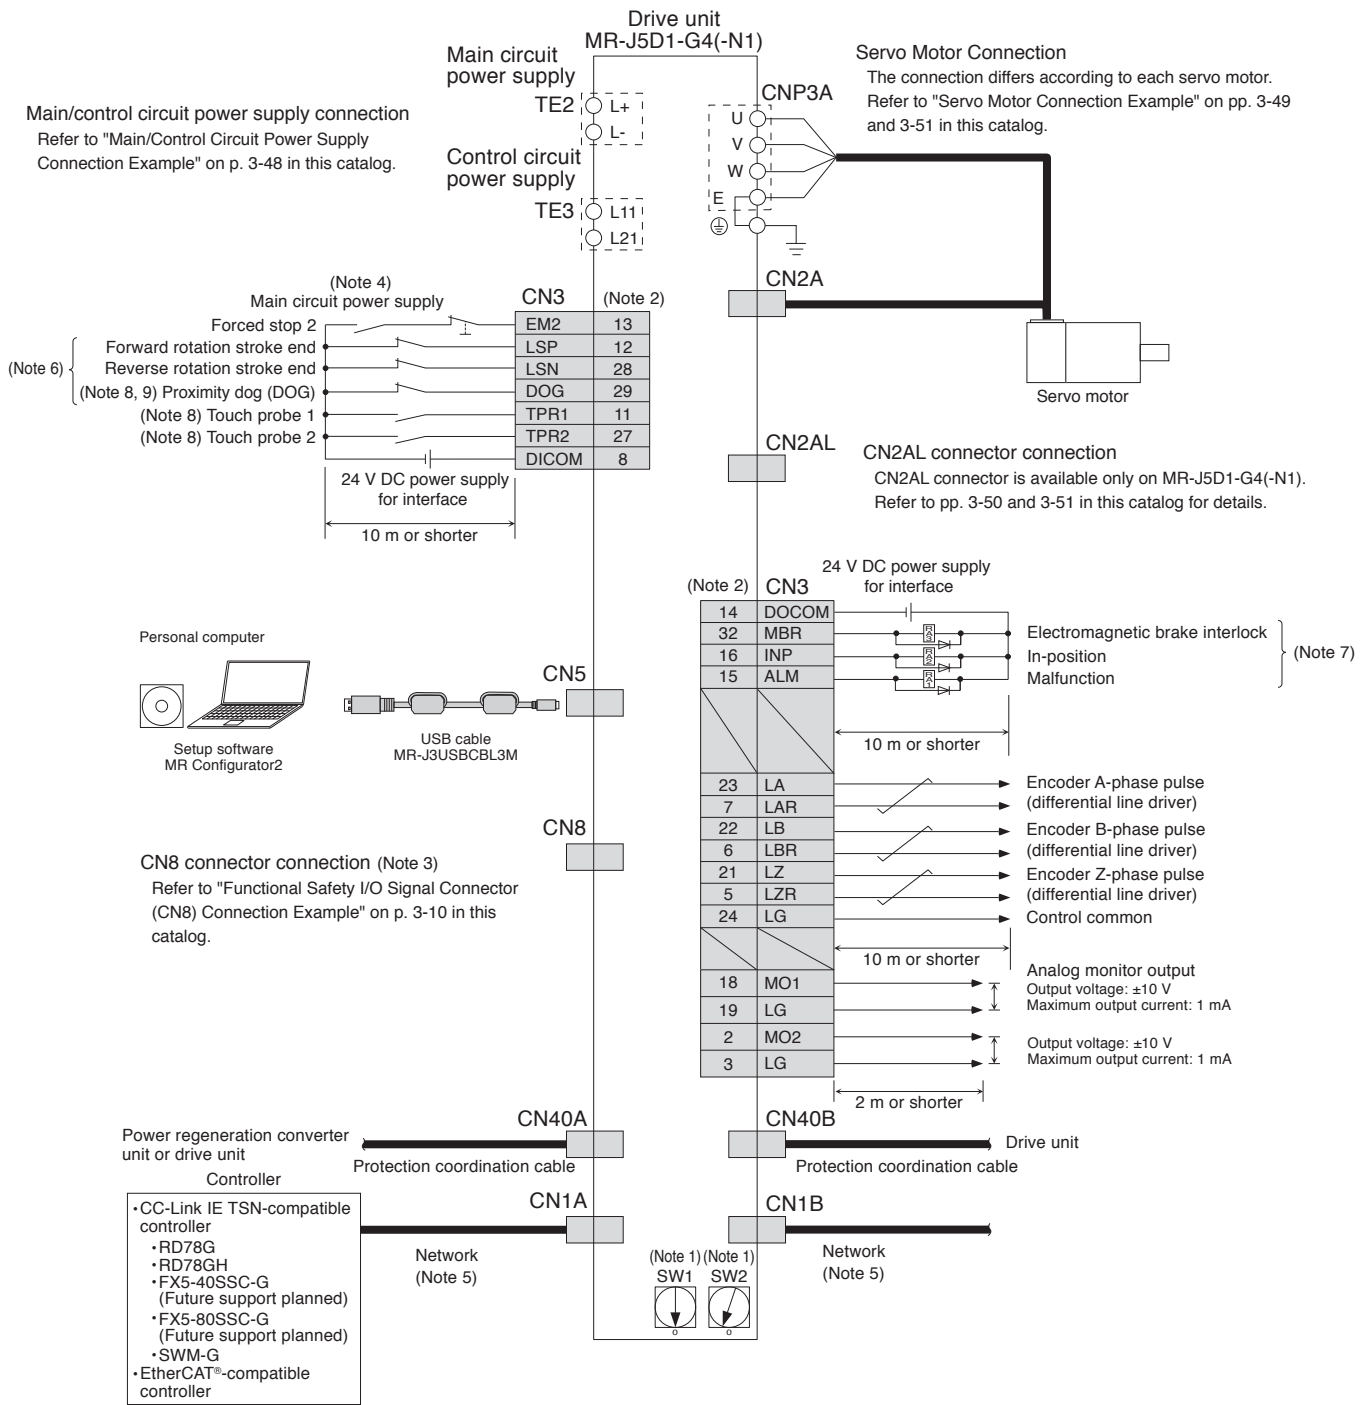 Drive unit
MR-J5D1-G4(-N1)
Main circuit
power supply
TE2
L+
L-
Control circuit
power supply
TE3
L11
L21
Main/control circuit power supply connection
Refer to "Main/Control Circuit Power Supply
Connection Example" on p. 3-48 in this catalog.
CNP3A
U
V
W
E
Servo Motor Connection
The connection differs according to each servo motor.
Refer to "Servo Motor Connection Example" on pp. 3-49
and 3-51 in this catalog.
CN2A
Servo motor
(Note 4)
Main circuit power supply
CN3
(Note 2)
Forced stop 2
EM2 13
Forward rotation stroke end
LSP 12
(Note 6)
Reverse rotation stroke end
LSN 28
(Note 8, 9) Proximity dog (DOG)
DOG 29
(Note 8) Touch probe 1
TPR1 11
(Note 8) Touch probe 2
TPR2 27
DICOM 8
24 V DC power supply
for interface
10 m or shorter
CN2AL
CN2AL connector connection
CN2AL connector is available only on MR-J5D1-G4(-N1).
Refer to pp. 3-50 and 3-51 in this catalog for details.
24 V DC power supply
for interface
(Note 2) CN3
14 DOCOM
32 MBR
RA3
Electromagnetic brake interlock
16 INP
RA2
In-position
15 ALM
RA1
Malfunction
(Note 7)
10 m or shorter
Personal computer
Setup software
MR Configurator2
USB cable
MR-J3USBCBL3M
CN5
23 LA
Encoder A-phase pulse
7 LAR
(differential line driver)
22 LB
Encoder B-phase pulse
6 LBR
(differential line driver)
21 LZ
Encoder Z-phase pulse
5 LZR
(differential line driver)
24 LG
Control common
10 m or shorter
CN8
CN8 connector connection (Note 3)
Refer to "Functional Safety I/O Signal Connector
(CN8) Connection Example" on p. 3-10 in this
catalog.
18 MO1
19 LG
Analog monitor output
Output voltage: ±10 V
Maximum output current: 1 mA
2 MO2
3 LG
Output voltage: ±10 V
Maximum output current: 1 mA
2 m or shorter
CN40A
Power regeneration converter
unit or drive unit
Protection coordination cable
CN40B
Drive unit
Protection coordination cable
Controller
•CC-Link IE TSN-compatible
controller
•RD78G
•RD78GH
•FX5-40SSC-G
(Future support planned)
•FX5-80SSC-G
(Future support planned)
•SWM-G
•EtherCAT®-compatible
controller
CN1A
Network
(Note 5)
CN1B
Network
(Note 5)
(Note 1) (Note 1)
SW1 SW2
0 0